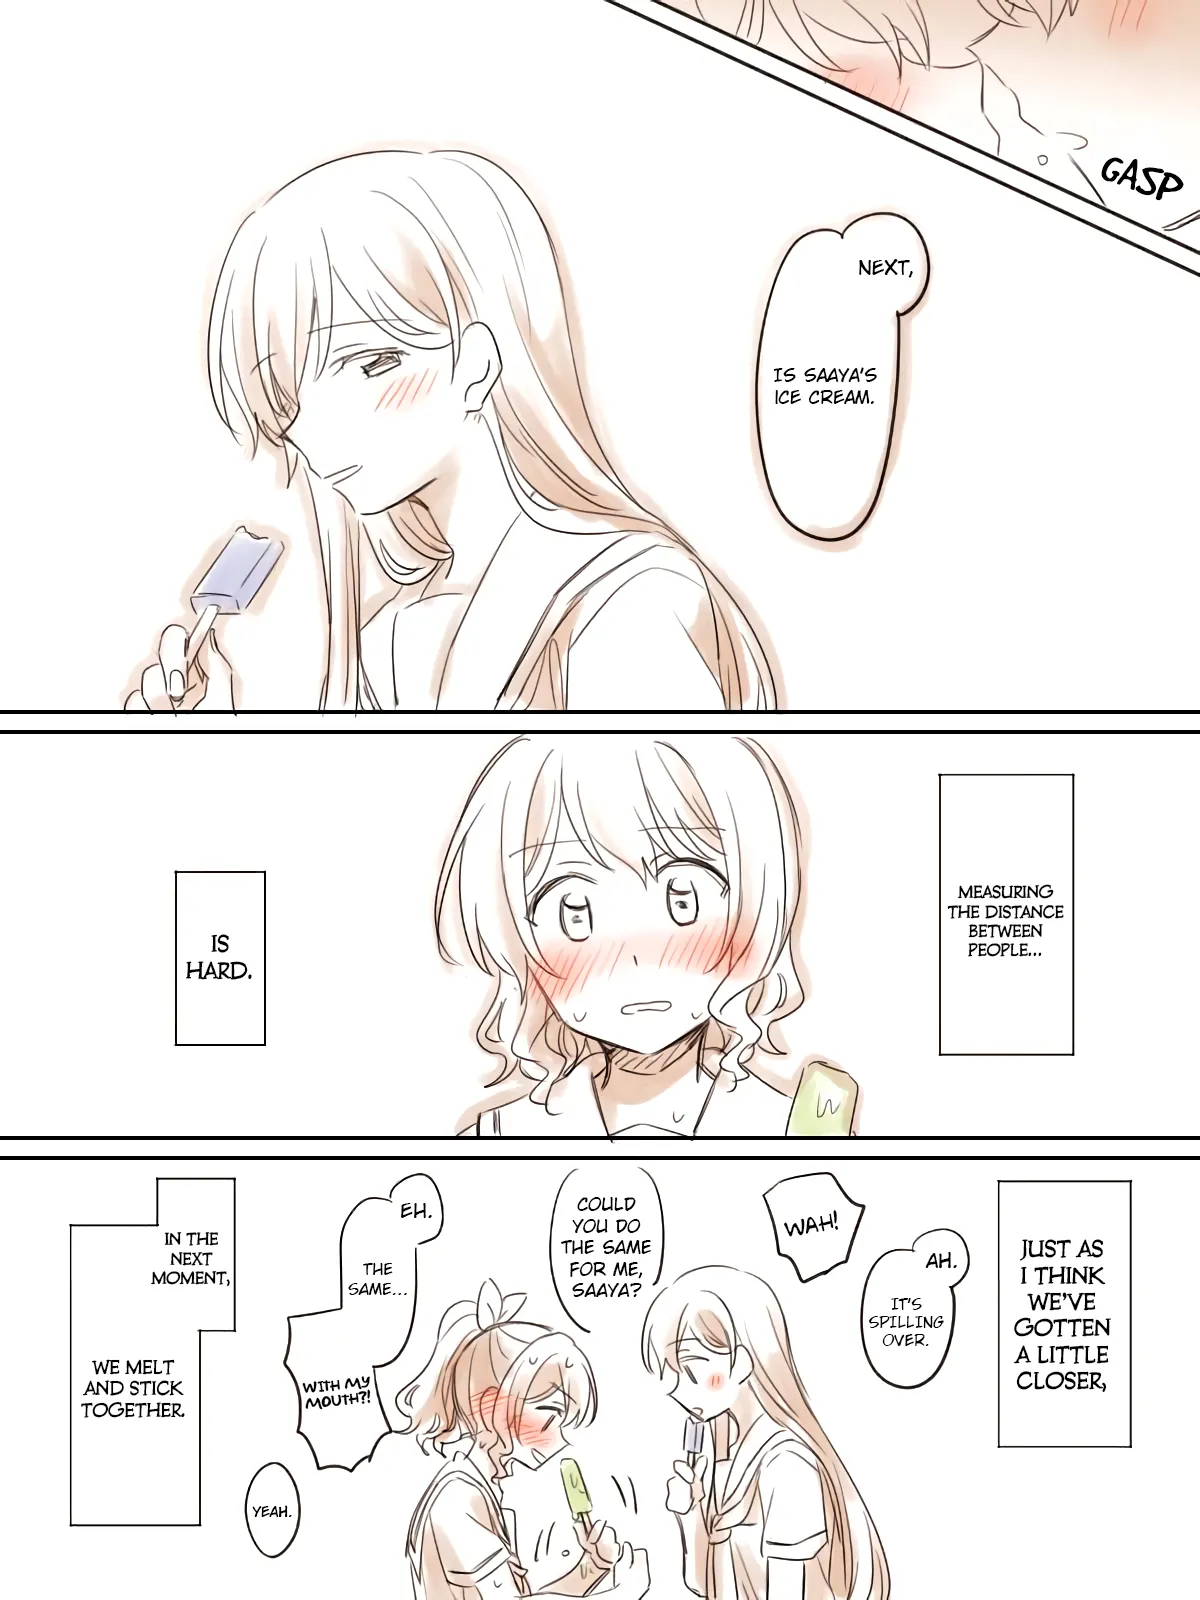 GASP
NEXT,
IS SAAYA'S
ICE CREAM.
MEASURING
THE DISTANCE
BETWEEN
PEOPLE...
IS
HARD.
JUST AS
I THINK
WE'VE
GOTTEN
A LITTLE
CLOSER,
AH.
IT'S
SPILLING
OVER.
WAH!
COULD
YOU DO
THE SAME
FOR ME,
SAAYA?
EH.
THE
SAME...
WITH MY
MOUTH?!
YEAH.
IN THE
NEXT
MOMENT,
WE MELT
AND STICK
TOGETHER.